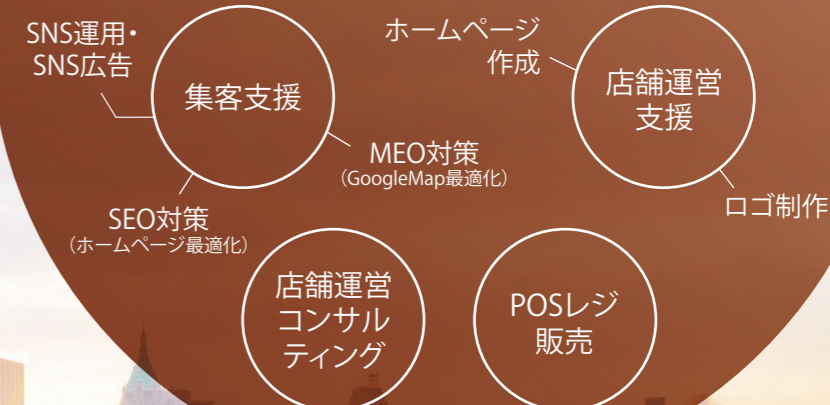 SNS運用・
SNS広告
集客支援
MEO対策
（GoogleMap最適化）
SEO対策
（ホームページ最適化）
ホームページ
作成
店舗運営
支援
ロゴ制作
店舗運営
コンサル
ティング
POSレジ
販売